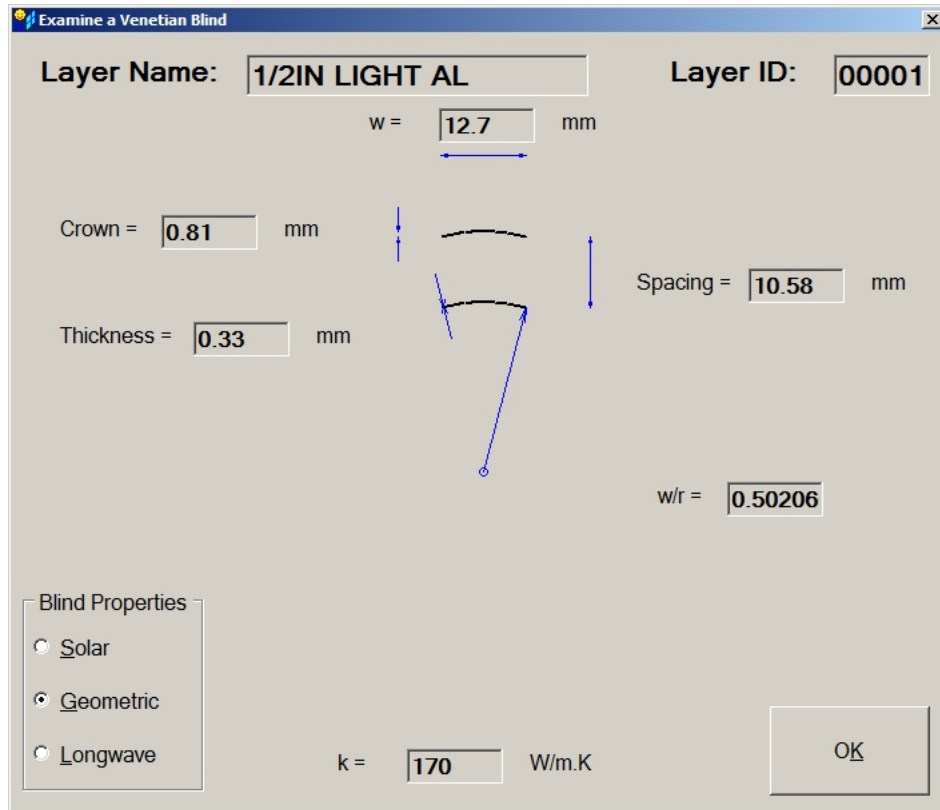 Examine a Venetian Blind
Layer Name: 1/2IN LIGHT AL Layer ID: 00001
w = 12.7 mm
Crown = 0.81 mm
Spacing = 10.58 mm
Thickness = 0.33 mm
w/r = 0.50206
Blind Properties
Solar
Geometric
Longwave
k = 170 W/m.K
OK